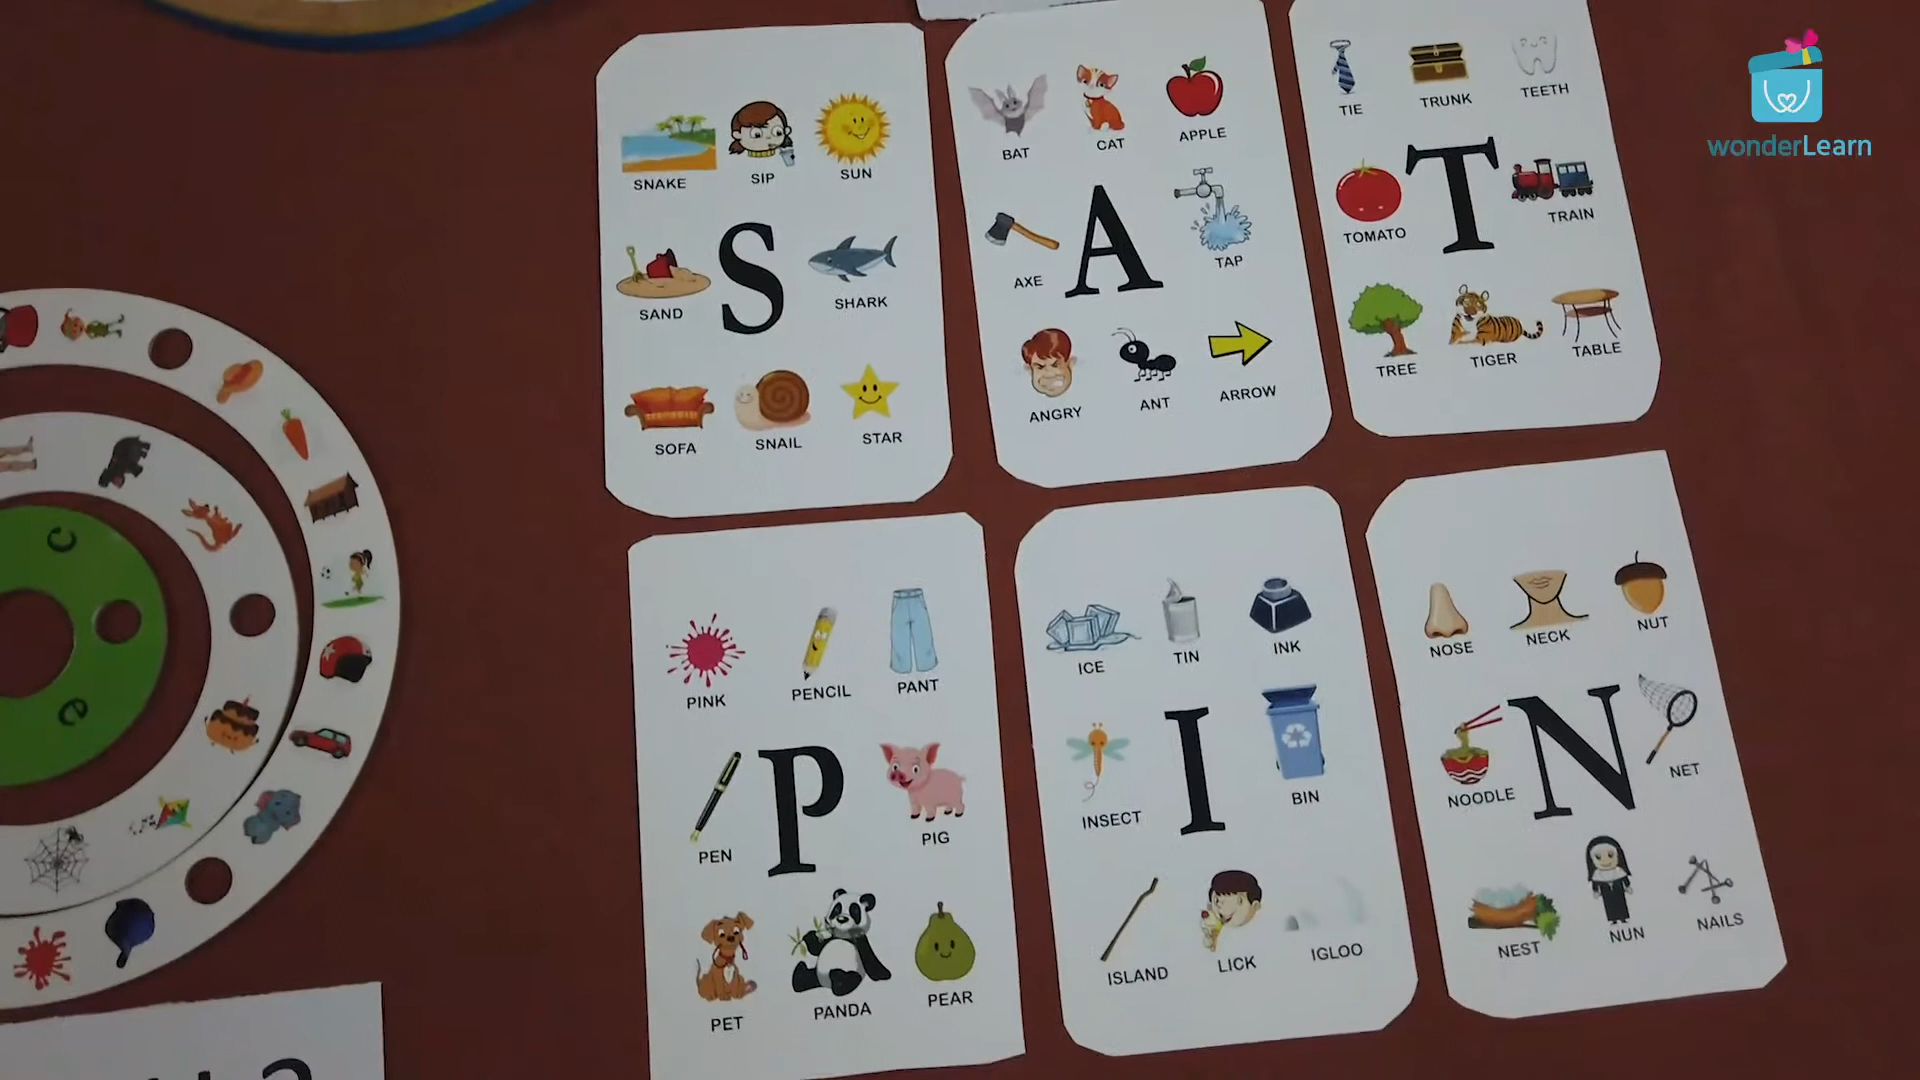 wonderLearn
SNAKE SIP SUN
SAND S SHARK
SOFA SNAIL STAR
BAT CAT APPLE
AXE A TAP
ANGRY ANT ARROW
TIE TRUNK TEETH
TOMATO T TRAIN
TREE TIGER TABLE
PINK PENCIL PANT
PEN P PIG
PET PANDA PEAR
ICE TIN INK
INSECT I BIN
ISLAND LICK IGLOO
NOSE NECK NUT
NOODLE N NET
NEST NUN NAILS
c
e